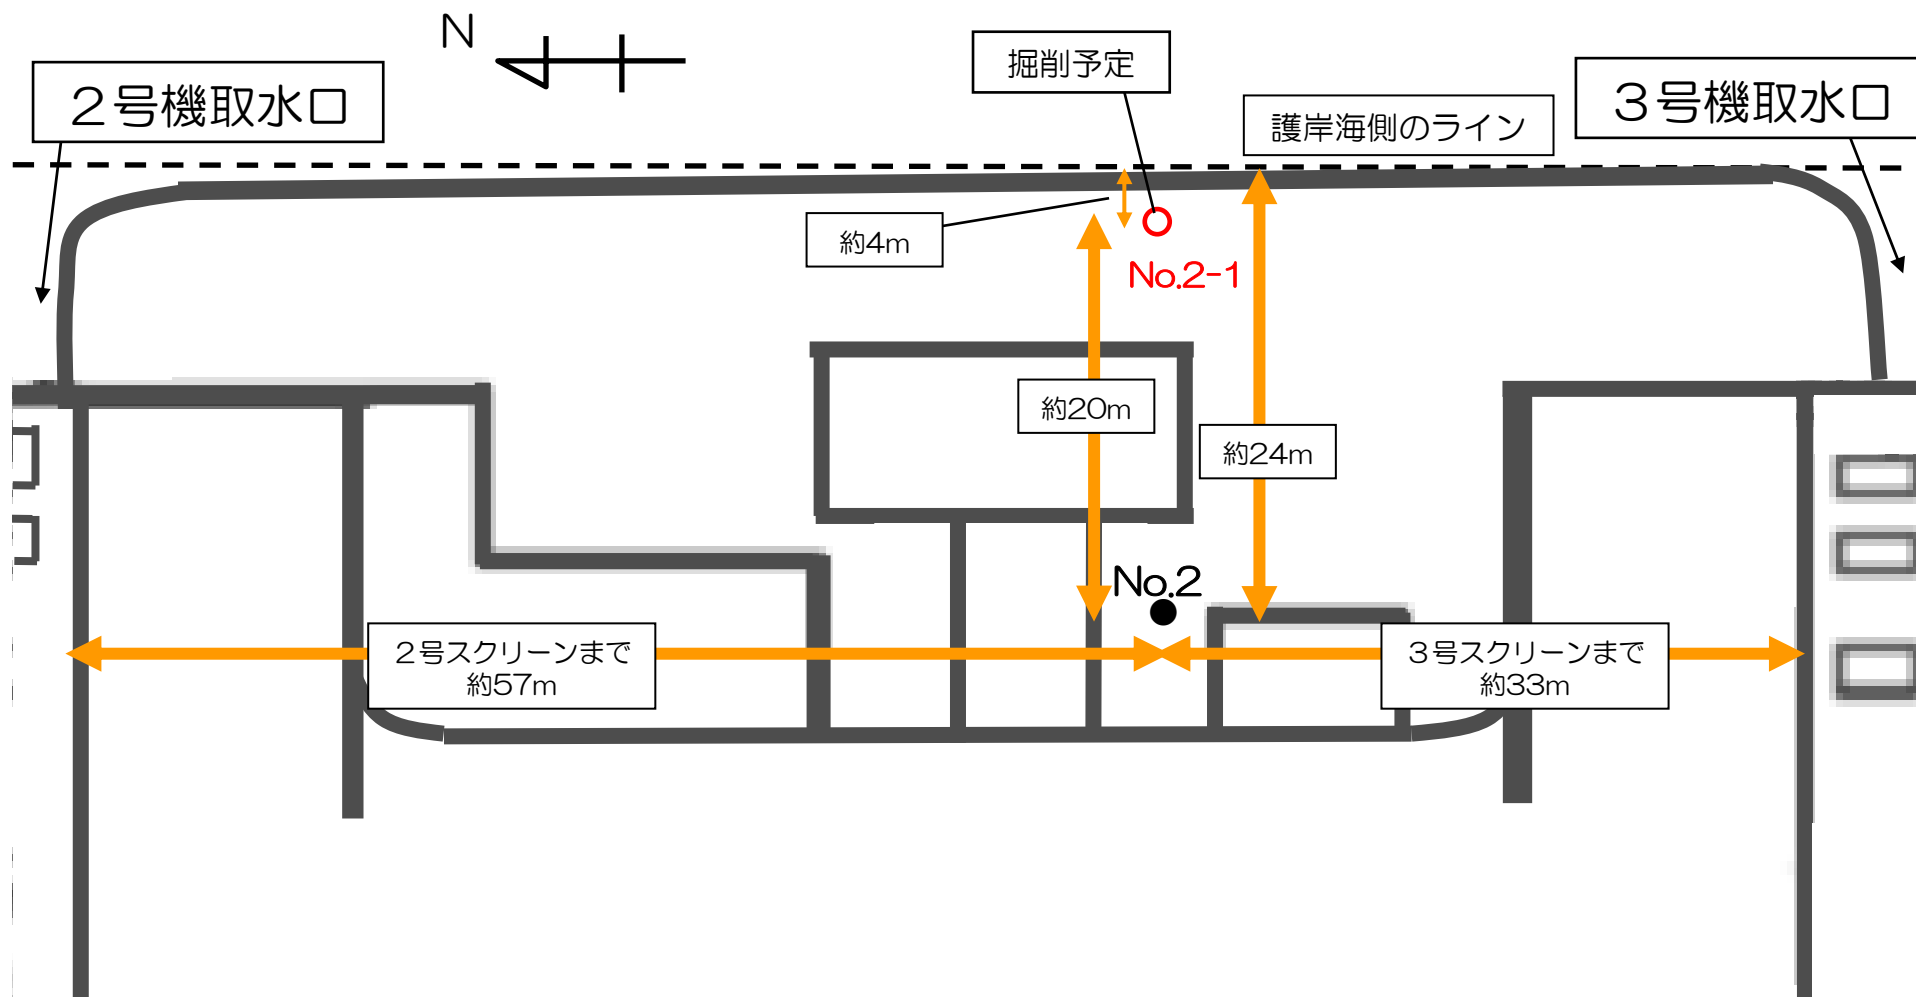 N
掘削予定
2号機取水口
3号機取水口
護岸海側のライン
約4m
No.2-1
約20m
約24m
No.2
2号スクリーンまで
約57m
3号スクリーンまで
約33m